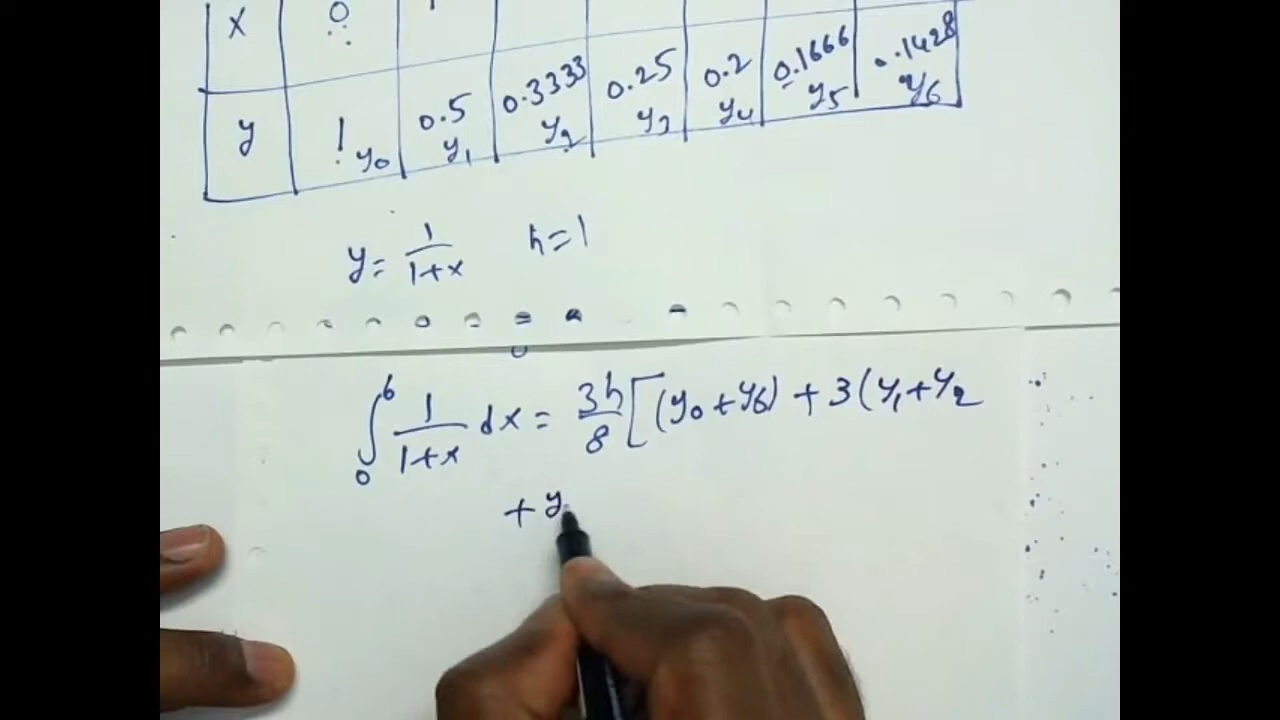 x 0
y 1 0.5 0.3333 0.25 0.2 0.1666 0.1428
y₀ y₁ y₂ y₃ y₄ y₅ y₆
y = 1/(1+x) h=1
∫₀⁶ 1/(1+x) dx = 3h/8 [(y₀+y₆) + 3(y₁+y₂
+ y